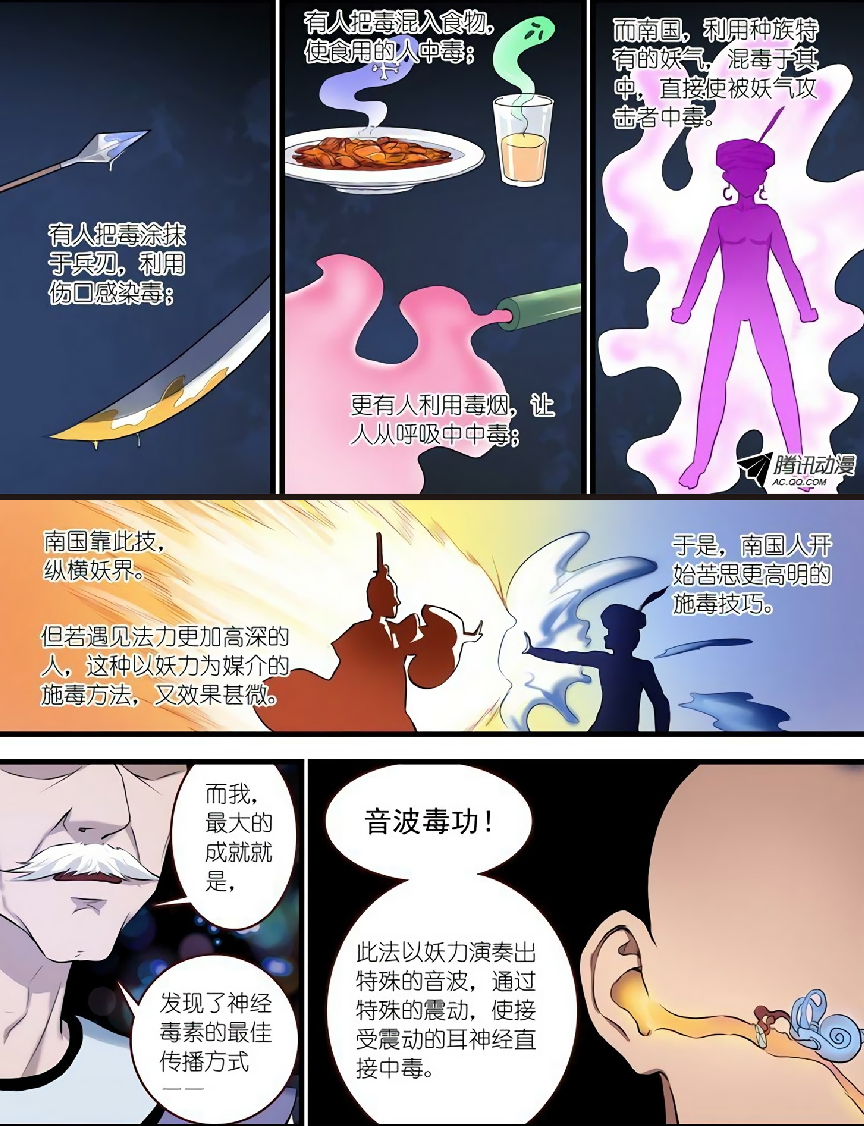 有人把毒涂抹
于兵刃，利用
伤口感染毒；
有人把毒混入食物，
使食用的人中毒；
更有人利用毒烟，让
人从呼吸中中毒；
而南国，利用种族特
有的妖气，混毒于其
中，直接使被妖气攻
击者中毒。
腾讯动漫
AC.QQ.COM
南国靠此技，
纵横妖界。
但若遇见法力更加高深的
人，这种以妖力为媒介的
施毒方法，又效果甚微。
于是，南国人开
始苦思更高明的
施毒技巧。
而我，
最大的
成就就
是，
发现了神经
毒素的最佳
传播方式
——
音波毒功！
此法以妖力演奏出
特殊的音波，通过
特殊的震动，使接
受震动的耳神经直
接中毒。